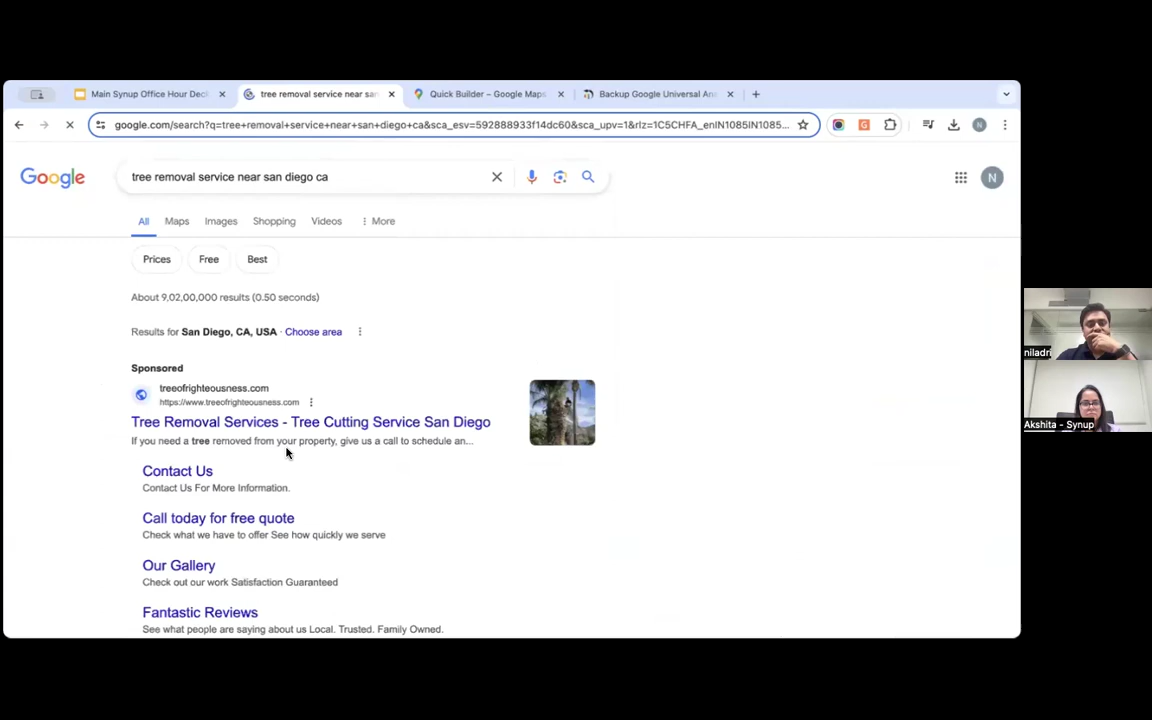 Main Synup Office Hour Deck
tree removal service near san
Quick Builder – Google Maps
Backup Google Universal An
google.com/search?q=tree+removal+service+near+san+diego+ca&sca_esv=592888933f14dc60&sca_upv=1&rlz=1C5CHFA_enIN1085IN1085...
N
Google
tree removal service near san diego ca
N
All Maps Images Shopping Videos More
Prices Free Best
About 9,02,00,000 results (0.50 seconds)
Results for San Diego, CA, USA · Choose area
Sponsored
treeofrighteousness.com
https://www.treeofrighteousness.com
Tree Removal Services - Tree Cutting Service San Diego
If you need a tree removed from your property, give us a call to schedule an...
Contact Us
Contact Us For More Information.
Call today for free quote
Check what we have to offer See how quickly we serve
Our Gallery
Check out our work Satisfaction Guaranteed
Fantastic Reviews
See what people are saying about us Local. Trusted. Family Owned.
niladri
Akshita - Synup